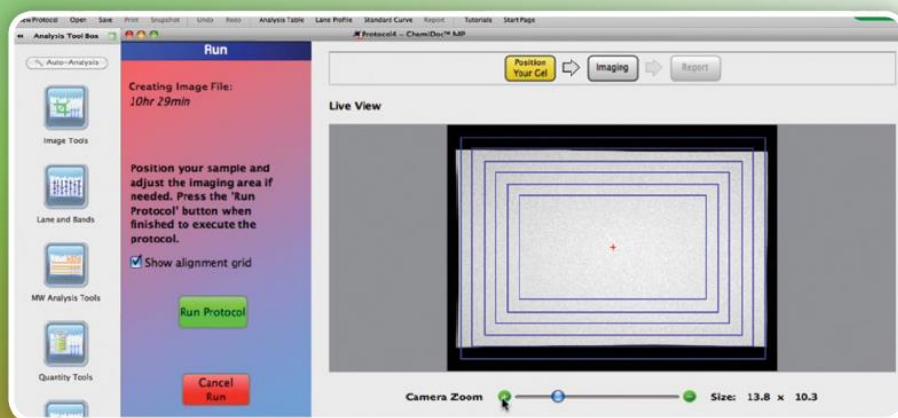 New Protocol Open Save Print Snapshot Undo Redo Analysis Table Lane Profile Standard Curve Report Tutorials Start Page
Analysis Tool Box
Protocol4 – ChemiDoc™ MP
Auto-Analysis
Image Tools
Lane and Bands
MW Analysis Tools
Quantity Tools
Run
Creating Image File:
10hr 29min
Position your sample and
adjust the imaging area if
needed. Press the 'Run
Protocol' button when
finished to execute the
protocol.
Show alignment grid
Run Protocol
Cancel
Run
Position
Your Gel
Imaging
Report
Live View
Camera Zoom
Size: 13.8 x 10.3